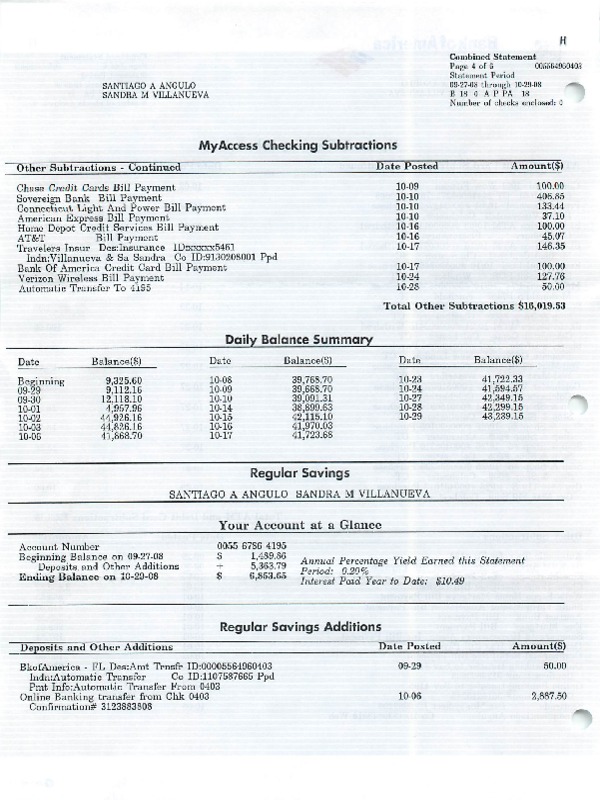 H
Combined Statement
Page 4 of 6 005564960403
Statement Period
09-27-08 through 10-29-08
B 18 0 A P PA 18
Number of checks enclosed: 0
SANTIAGO A ANGULO
SANDRA M VILLANUEVA
MyAccess Checking Subtractions
Other Subtractions - Continued Date Posted Amount($)
Chase Credit Cards Bill Payment 10-09 100.00
Sovereign Bank Bill Payment 10-10 406.85
Connecticut Light And Power Bill Payment 10-10 133.44
American Express Bill Payment 10-10 37.10
Home Depot Credit Services Bill Payment 10-16 100.00
AT&T Bill Payment 10-16 45.07
Travelers Insur Des:Insurance IDxxxxx5461 10-17 146.35
Indn:Villanueva & Sa Sandra Co ID:9130208001 Ppd
Bank Of America Credit Card Bill Payment 10-17 100.00
Verizon Wireless Bill Payment 10-24 127.76
Automatic Transfer To 4195 10-28 50.00
Total Other Subtractions $16,019.53
Daily Balance Summary
Date Balance($) Date Balance($) Date Balance($)
Beginning 9,325.60 10-08 39,768.70 10-23 41,722.33
09-29 9,112.16 10-09 39,668.70 10-24 41,594.57
09-30 12,118.10 10-10 39,091.31 10-27 42,349.15
10-01 4,957.96 10-14 38,899.63 10-28 42,299.15
10-02 44,926.16 10-15 42,115.10 10-29 43,239.15
10-03 44,826.16 10-16 41,970.03
10-06 41,868.70 10-17 41,723.68
Regular Savings
SANTIAGO A ANGULO SANDRA M VILLANUEVA
Your Account at a Glance
Account Number 0055 6786 4195
Beginning Balance on 09-27-08 $ 1,489.86 Annual Percentage Yield Earned this Statement
Deposits and Other Additions + 5,363.79 Period: 0.20%
Ending Balance on 10-29-08 $ 6,853.65 Interest Paid Year to Date: $10.49
Regular Savings Additions
Deposits and Other Additions Date Posted Amount($)
BkofAmerica - FL Des:Amt Trnsfr ID:00005564960403 09-29 50.00
Indn:Automatic Transfer Co ID:1107587665 Ppd
Pmt Info:Automatic Transfer From 0403
Online Banking transfer from Chk 0403 10-06 2,887.50
Confirmation# 3123883808